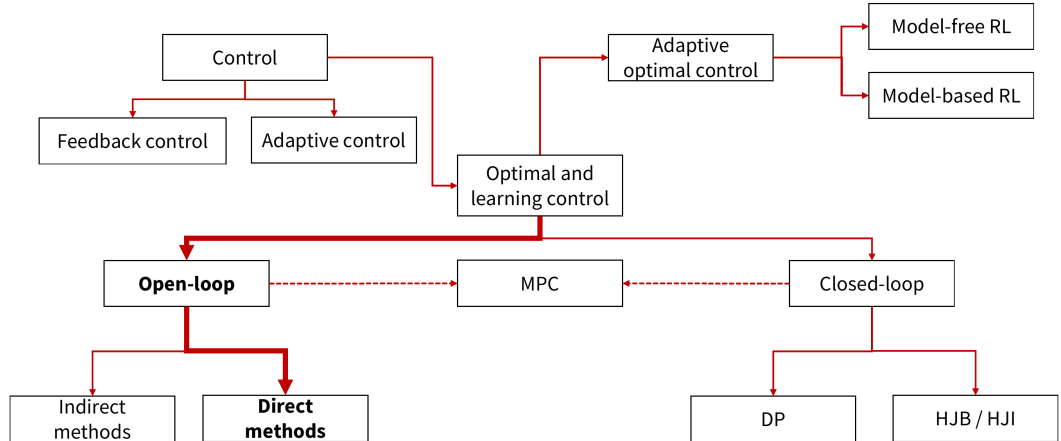 Model-free RL
Adaptive
optimal control
Control
Model-based RL
Feedback control
Adaptive control
Optimal and
learning control
Open-loop
MPC
Closed-loop
Indirect
methods
Direct
methods
DP
HJB / HJI